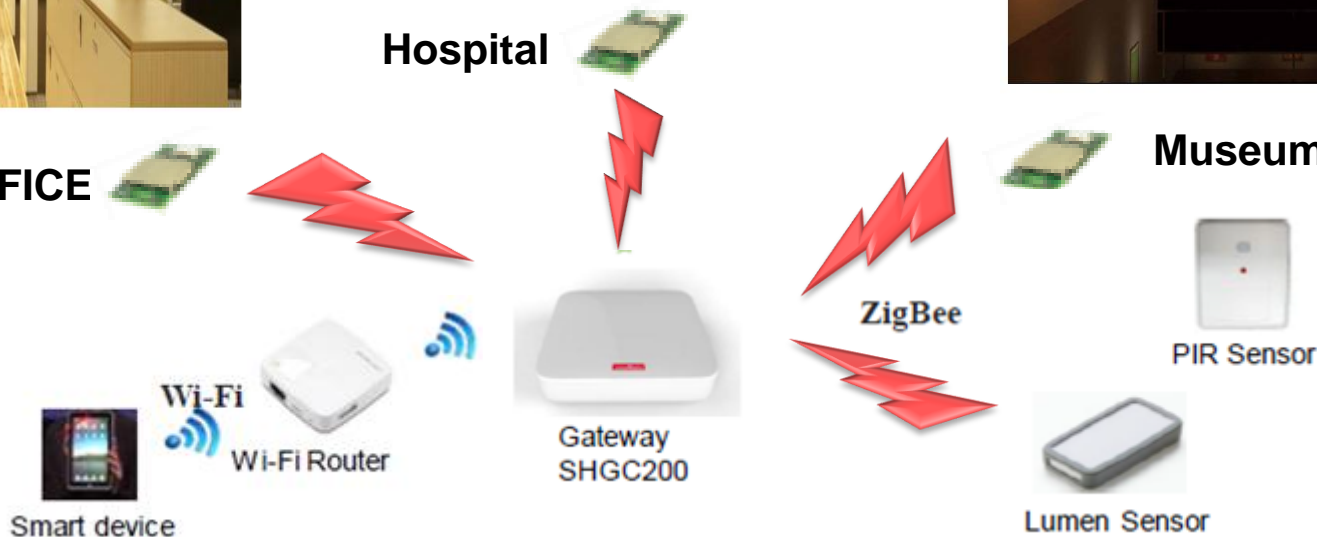 Hospital
FICE
Museum
ZigBee
PIR Sensor
Wi-Fi
Wi-Fi Router
Gateway
SHGC200
Smart device
Lumen Sensor